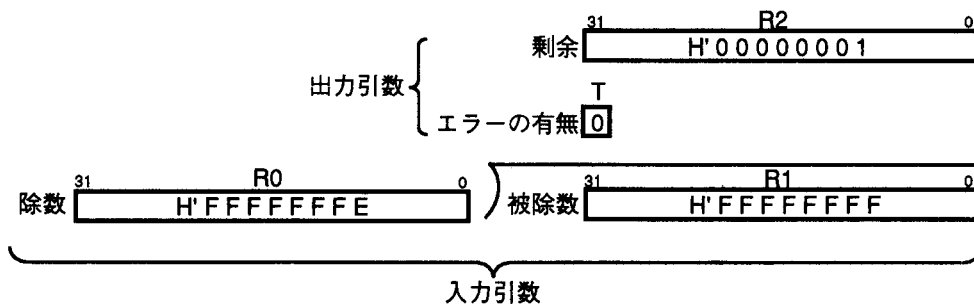 31 R2 0
剰余 H'00000001
出力引数
T
エラーの有無 0
31 R0 0 31 R1 0
除数 H'FFFFFFFE 被除数 H'FFFFFFFF
入力引数